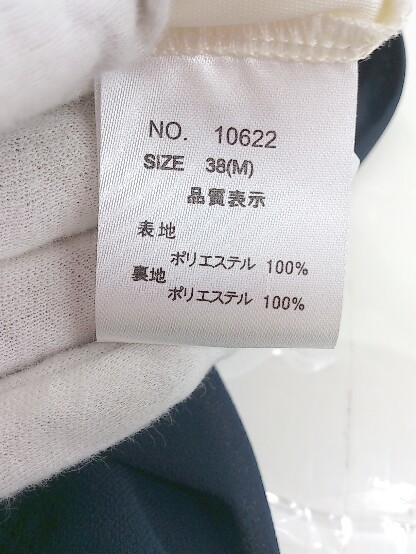 NO. 10622
SIZE 38(M)
品質表示
表地
ポリエステル 100%
裏地
ポリエステル 100%